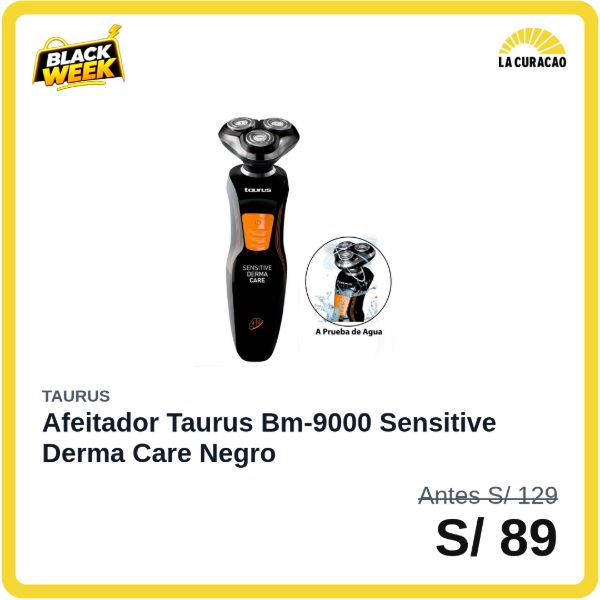 BLACK
WEEK
LA CURACAO
taurus
SENSITIVE
DERMA
CARE
A Prueba de Agua
TAURUS
Afeitador Taurus Bm-9000 Sensitive
Derma Care Negro
Antes S/ 129
S/ 89